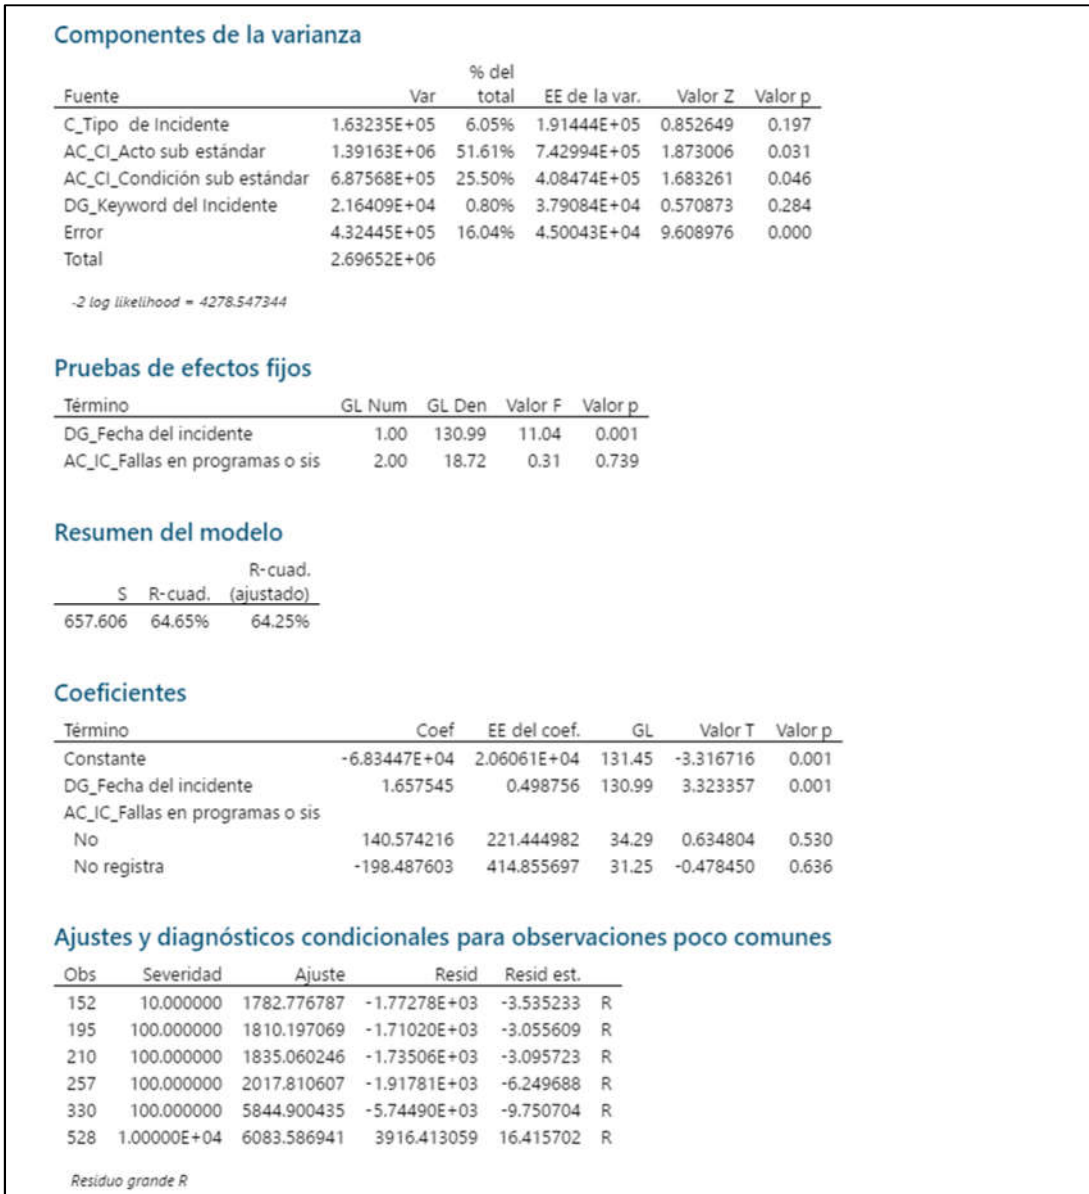 Componentes de la varianza
% del
Fuente Var total EE de la var. Valor Z Valor p
C_Tipo de Incidente 1.63235E+05 6.05% 1.91444E+05 0.852649 0.197
AC_CI_Acto sub estándar 1.39163E+06 51.61% 7.42994E+05 1.873006 0.031
AC_CI_Condición sub estándar 6.87568E+05 25.50% 4.08474E+05 1.683261 0.046
DG_Keyword del Incidente 2.16409E+04 0.80% 3.79084E+04 0.570873 0.284
Error 4.32445E+05 16.04% 4.50043E+04 9.608976 0.000
Total 2.69652E+06
-2 log likelihood = 4278.547344
Pruebas de efectos fijos
Término GL Num GL Den Valor F Valor p
DG_Fecha del incidente 1.00 130.99 11.04 0.001
AC_IC_Fallas en programas o sis 2.00 18.72 0.31 0.739
Resumen del modelo
R-cuad.
S R-cuad. (ajustado)
657.606 64.65% 64.25%
Coeficientes
Término Coef EE del coef. GL Valor T Valor p
Constante -6.83447E+04 2.06061E+04 131.45 -3.316716 0.001
DG_Fecha del incidente 1.657545 0.498756 130.99 3.323357 0.001
AC_IC_Fallas en programas o sis
No 140.574216 221.444982 34.29 0.634804 0.530
No registra -198.487603 414.855697 31.25 -0.478450 0.636
Ajustes y diagnósticos condicionales para observaciones poco comunes
Obs Severidad Ajuste Resid Resid est.
152 10.000000 1782.776787 -1.77278E+03 -3.535233 R
195 100.000000 1810.197069 -1.71020E+03 -3.055609 R
210 100.000000 1835.060246 -1.73506E+03 -3.095723 R
257 100.000000 2017.810607 -1.91781E+03 -6.249688 R
330 100.000000 5844.900435 -5.74490E+03 -9.750704 R
528 1.00000E+04 6083.586941 3916.413059 16.415702 R
Residuo grande R